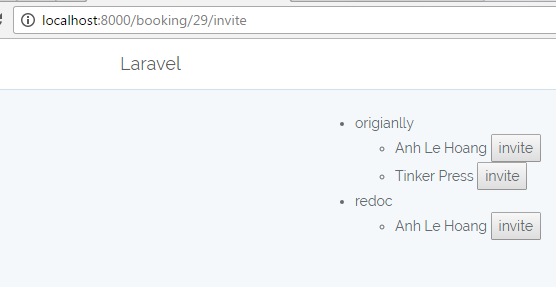 localhost:8000/booking/29/invite
Laravel
origianlly
Anh Le Hoang invite
Tinker Press invite
redoc
Anh Le Hoang invite